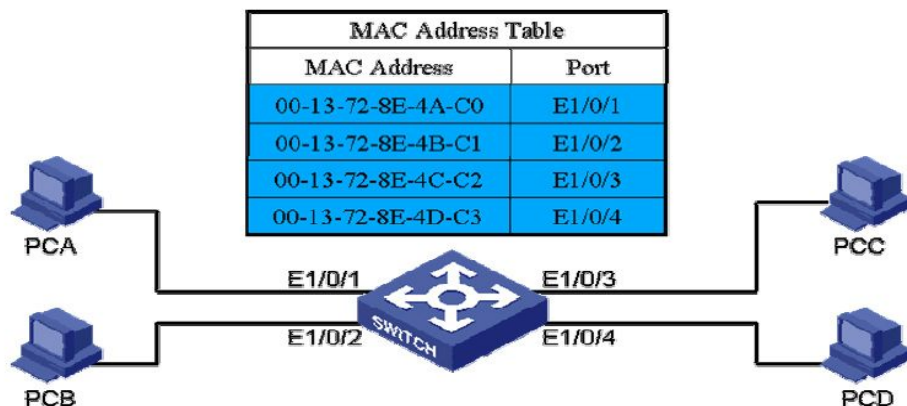 MAC Address Table
MAC Address Port
00-13-72-8E-4A-C0 E1/0/1
00-13-72-8E-4B-C1 E1/0/2
00-13-72-8E-4C-C2 E1/0/3
00-13-72-8E-4D-C3 E1/0/4
PCA
PCC
E1/0/1
E1/0/3
SWITCH
E1/0/2
E1/0/4
PCB
PCD